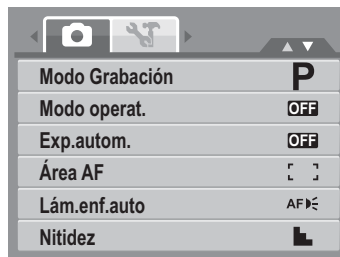 Modo Grabación P
Modo operat. OFF
Exp.autom. OFF
Área AF
Lám.enf.auto AF
Nitidez